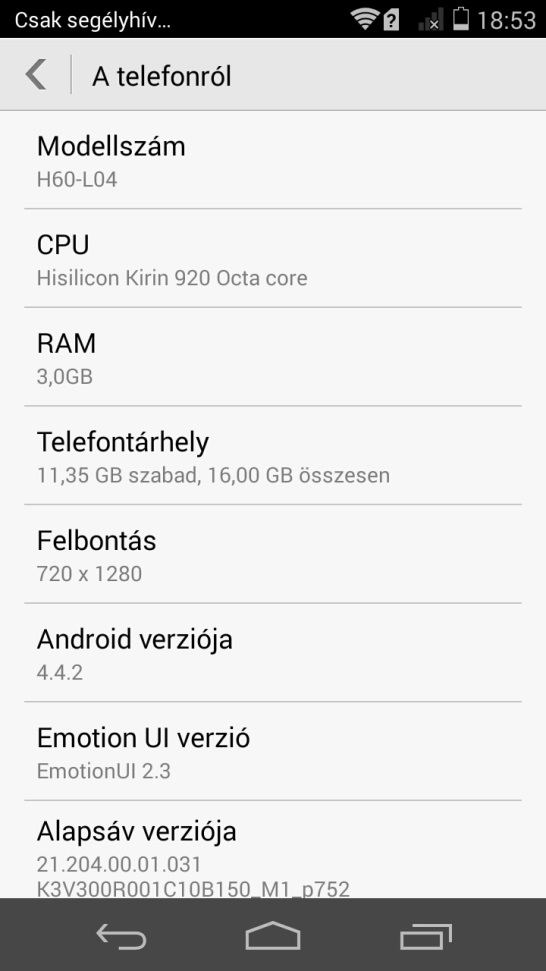 Csak segélyhív... 18:53
A telefonról
Modellszám
H60-L04
CPU
Hisilicon Kirin 920 Octa core
RAM
3,0GB
Telefontárhely
11,35 GB szabad, 16,00 GB összesen
Felbontás
720 x 1280
Android verziója
4.4.2
Emotion UI verzió
EmotionUI 2.3
Alapsáv verziója
21.204.00.01.031
K3V300R001C10B150_M1_p752